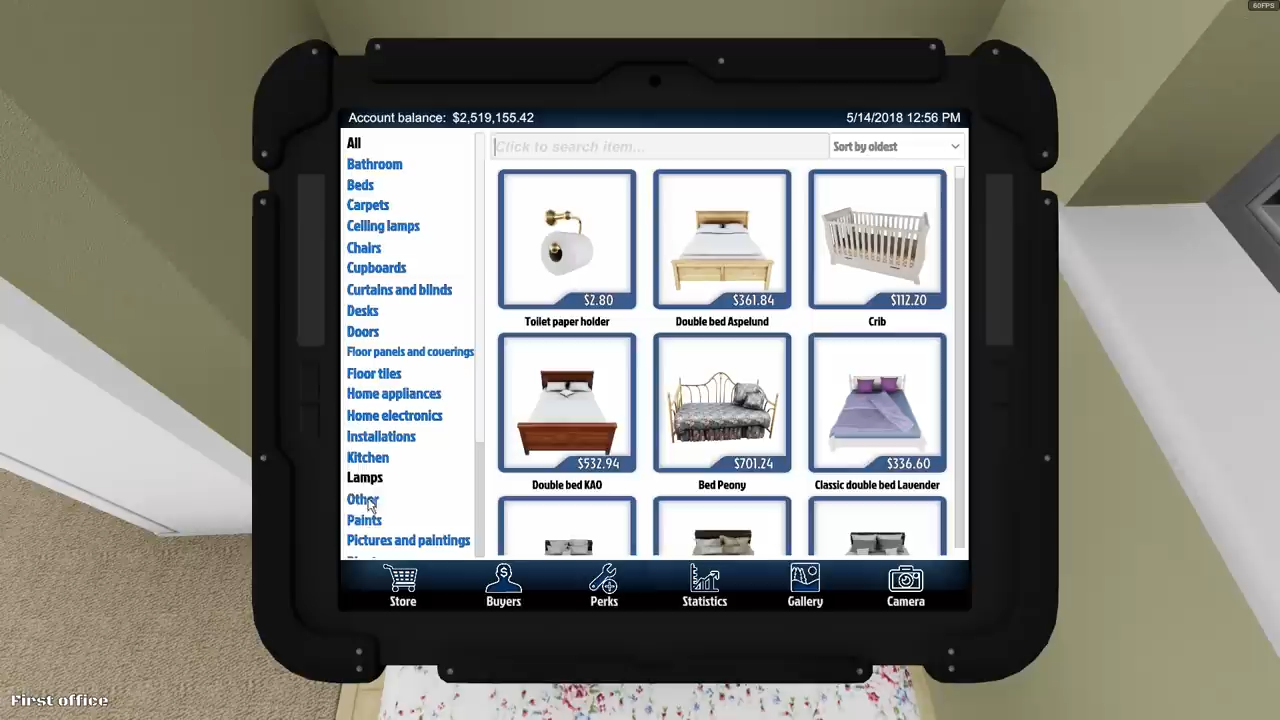 60FPS
Account balance: $2,519,155.42
5/14/2018 12:56 PM
All
Bathroom
Beds
Carpets
Ceiling lamps
Chairs
Cupboards
Curtains and blinds
Desks
Doors
Floor panels and coverings
Floor tiles
Home appliances
Home electronics
Installations
Kitchen
Lamps
Other
Paints
Pictures and paintings
Click to search item...
Sort by oldest
$2.80
$361.84
$112.20
Toilet paper holder
Double bed Aspelund
Crib
$532.94
$701.24
$336.60
Double bed KAO
Bed Peony
Classic double bed Lavender
Store
Buyers
Perks
Statistics
Gallery
Camera
First office